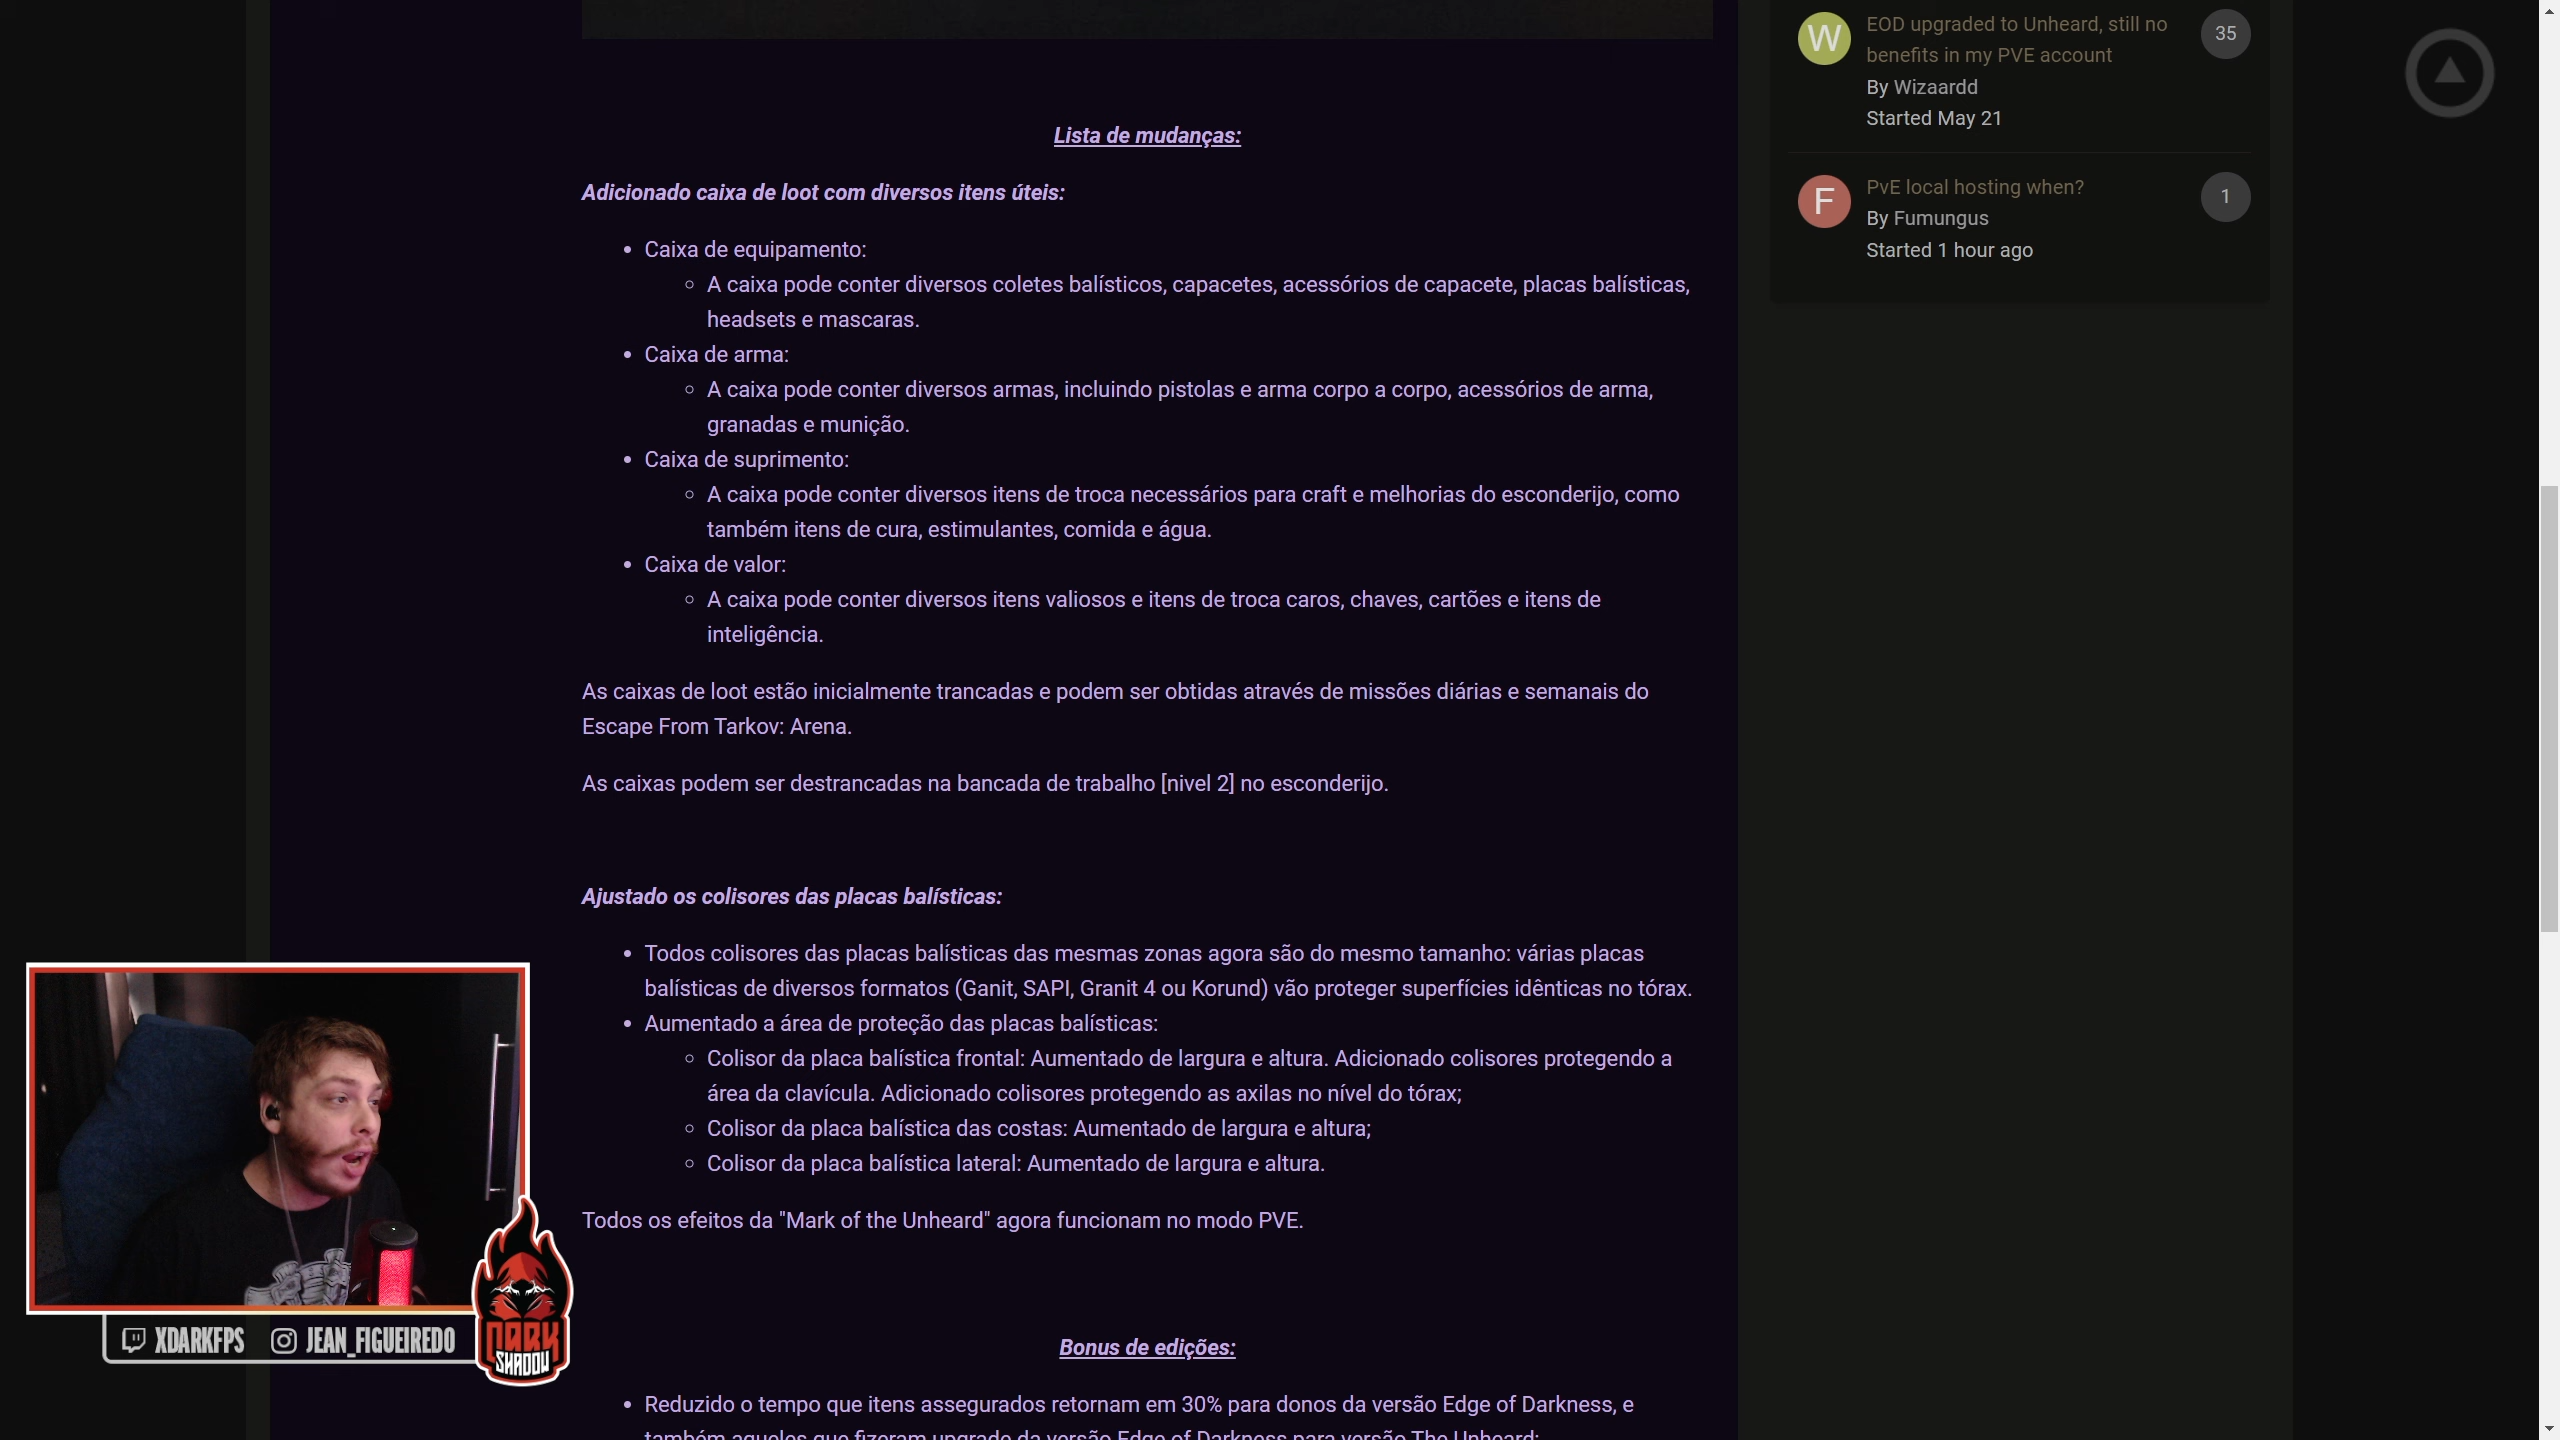 Lista de mudanças:
Adicionado caixa de loot com diversos itens úteis:
• Caixa de equipamento:
◦ A caixa pode conter diversos coletes balísticos, capacetes, acessórios de capacete, placas balísticas,
headsets e mascaras.
• Caixa de arma:
◦ A caixa pode conter diversos armas, incluindo pistolas e arma corpo a corpo, acessórios de arma,
granadas e munição.
• Caixa de suprimento:
◦ A caixa pode conter diversos itens de troca necessários para craft e melhorias do esconderijo, como
também itens de cura, estimulantes, comida e água.
• Caixa de valor:
◦ A caixa pode conter diversos itens valiosos e itens de troca caros, chaves, cartões e itens de
inteligência.
As caixas de loot estão inicialmente trancadas e podem ser obtidas através de missões diárias e semanais do
Escape From Tarkov: Arena.
As caixas podem ser destrancadas na bancada de trabalho [nivel 2] no esconderijo.
Ajustado os colisores das placas balísticas:
• Todos colisores das placas balísticas das mesmas zonas agora são do mesmo tamanho: várias placas
balísticas de diversos formatos (Ganit, SAPI, Granit 4 ou Korund) vão proteger superfícies idênticas no tórax.
• Aumentado a área de proteção das placas balísticas:
◦ Colisor da placa balística frontal: Aumentado de largura e altura. Adicionado colisores protegendo a
área da clavícula. Adicionado colisores protegendo as axilas no nível do tórax;
◦ Colisor da placa balística das costas: Aumentado de largura e altura;
◦ Colisor da placa balística lateral: Aumentado de largura e altura.
Todos os efeitos da "Mark of the Unheard" agora funcionam no modo PVE.
Bonus de edições:
• Reduzido o tempo que itens assegurados retornam em 30% para donos da versão Edge of Darkness, e
também aqueles que fizeram upgrade da versão Edge of Darkness para versão The Unheard;
W
EOD upgraded to Unheard, still no
benefits in my PVE account
By Wizaardd
Started May 21
35
F
PvE local hosting when?
By Fumungus
Started 1 hour ago
1
XDARKFPS JEAN_FIGUEIREDO
DARK
SHADOW